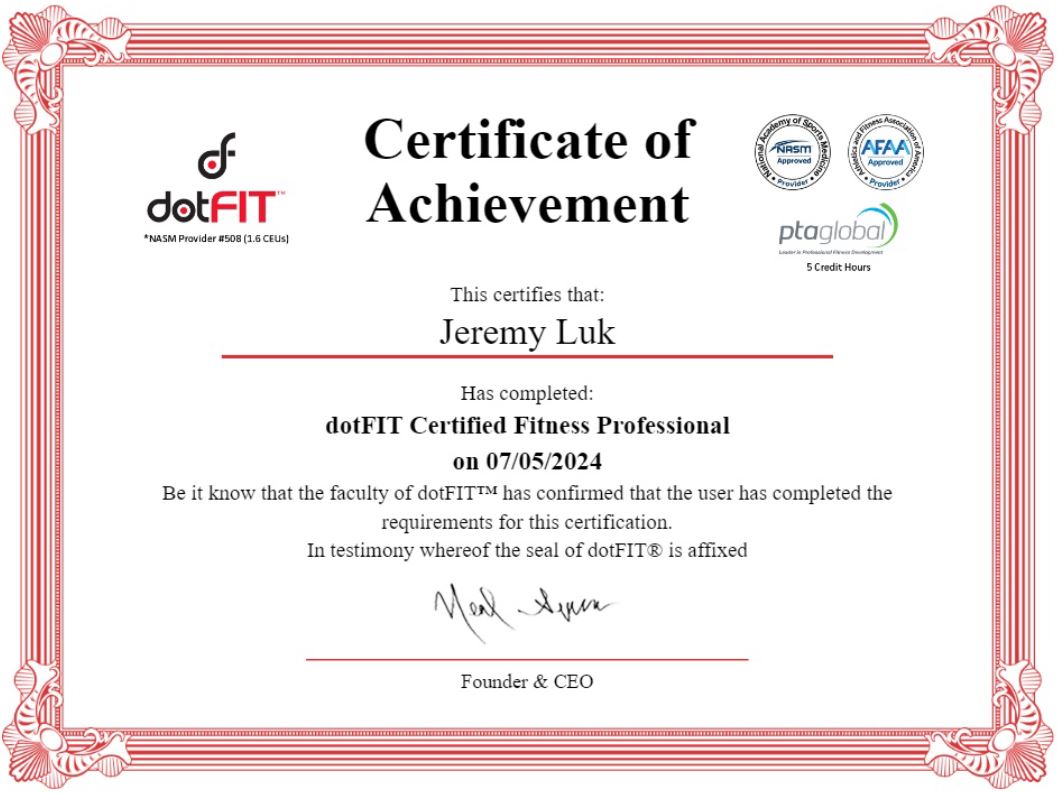 df
dotFIT™
*NASM Provider #508 (1.6 CEUs)
Certificate of
Achievement
National Academy of Sports Medicine
NASM
Approved
• Provider •
Athletics and Fitness Association of America
AFAA
Approved
• Provider •
ptaglobal
Leader in Professional Fitness Development
5 Credit Hours
This certifies that:
Jeremy Luk
Has completed:
dotFIT Certified Fitness Professional
on 07/05/2024
Be it know that the faculty of dotFIT™ has confirmed that the user has completed the
requirements for this certification.
In testimony whereof the seal of dotFIT® is affixed
Neal
Founder & CEO